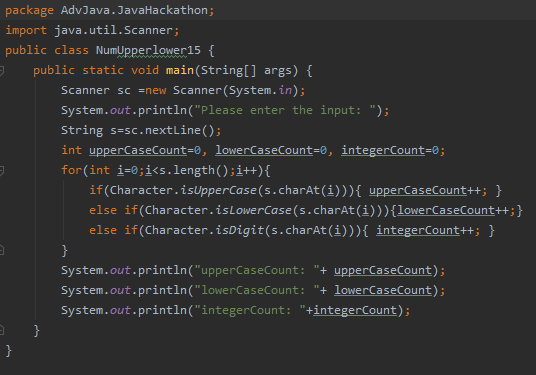 package AdvJava.JavaHackathon;
import java.util.Scanner;
public class NumUpperlower15 {
    public static void main(String[] args) {
        Scanner sc =new Scanner(System.in);
        System.out.println("Please enter the input: ");
        String s=sc.nextLine();
        int upperCaseCount=0, lowerCaseCount=0, integerCount=0;
        for(int i=0;i<s.length();i++){
            if(Character.isUpperCase(s.charAt(i))){ upperCaseCount++; }
            else if(Character.isLowerCase(s.charAt(i))){lowerCaseCount++;}
            else if(Character.isDigit(s.charAt(i))){ integerCount++; }
        }
        System.out.println("upperCaseCount: "+ upperCaseCount);
        System.out.println("lowerCaseCount: "+ lowerCaseCount);
        System.out.println("integerCount: "+integerCount);
    }
}